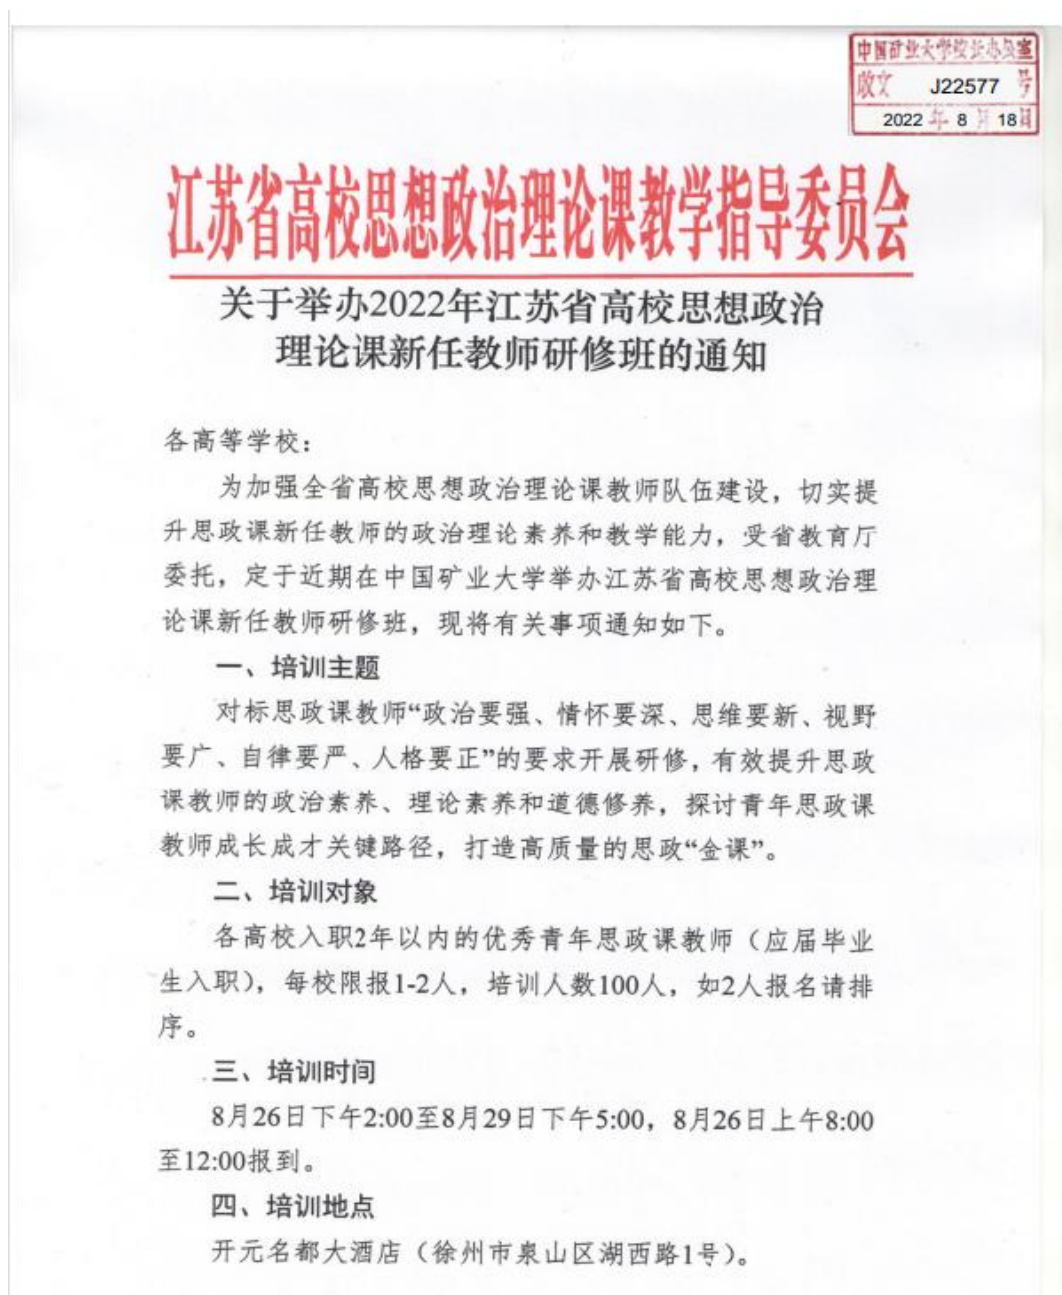 中国矿业大学校长办公室
收文 J22577 号
2022 年 8 月 18日
江苏省高校思想政治理论课教学指导委员会
关于举办2022年江苏省高校思想政治
理论课新任教师研修班的通知
各高等学校：
为加强全省高校思想政治理论课教师队伍建设，切实提
升思政课新任教师的政治理论素养和教学能力，受省教育厅
委托，定于近期在中国矿业大学举办江苏省高校思想政治理
论课新任教师研修班，现将有关事项通知如下。
一、培训主题
对标思政课教师“政治要强、情怀要深、思维要新、视野
要广、自律要严、人格要正”的要求开展研修，有效提升思政
课教师的政治素养、理论素养和道德修养，探讨青年思政课
教师成长成才关键路径，打造高质量的思政“金课”。
二、培训对象
各高校入职2年以内的优秀青年思政课教师（应届毕业
生入职），每校限报1-2人，培训人数100人，如2人报名请排
序。
三、培训时间
8月26日下午2:00至8月29日下午5:00，8月26日上午8:00
至12:00报到。
四、培训地点
开元名都大酒店（徐州市泉山区湖西路1号）。